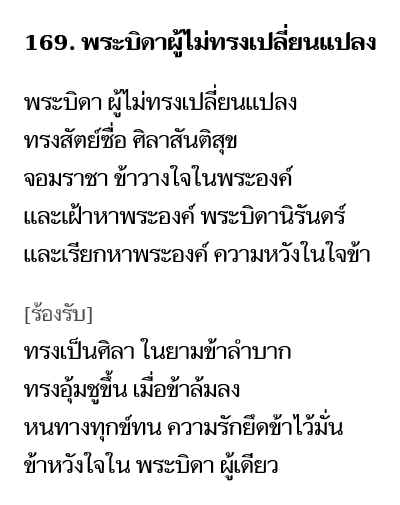 169. พระบิดาผู้ไม่ทรงเปลี่ยนแปลง
พระบิดา ผู้ไม่ทรงเปลี่ยนแปลง
ทรงสัตย์ซื่อ ศิลาสันติสุข
จอมราชา ข้าวางใจในพระองค์
และเฝ้าหาพระองค์ พระบิดานิรันดร์
และเรียกหาพระองค์ ความหวังในใจข้า
[ร้องรับ]
ทรงเป็นศิลา ในยามข้าลำบาก
ทรงอุ้มชูขึ้น เมื่อข้าล้มลง
หนทางทุกข์ทน ความรักยึดข้าไว้มั่น
ข้าหวังใจใน พระบิดา ผู้เดียว